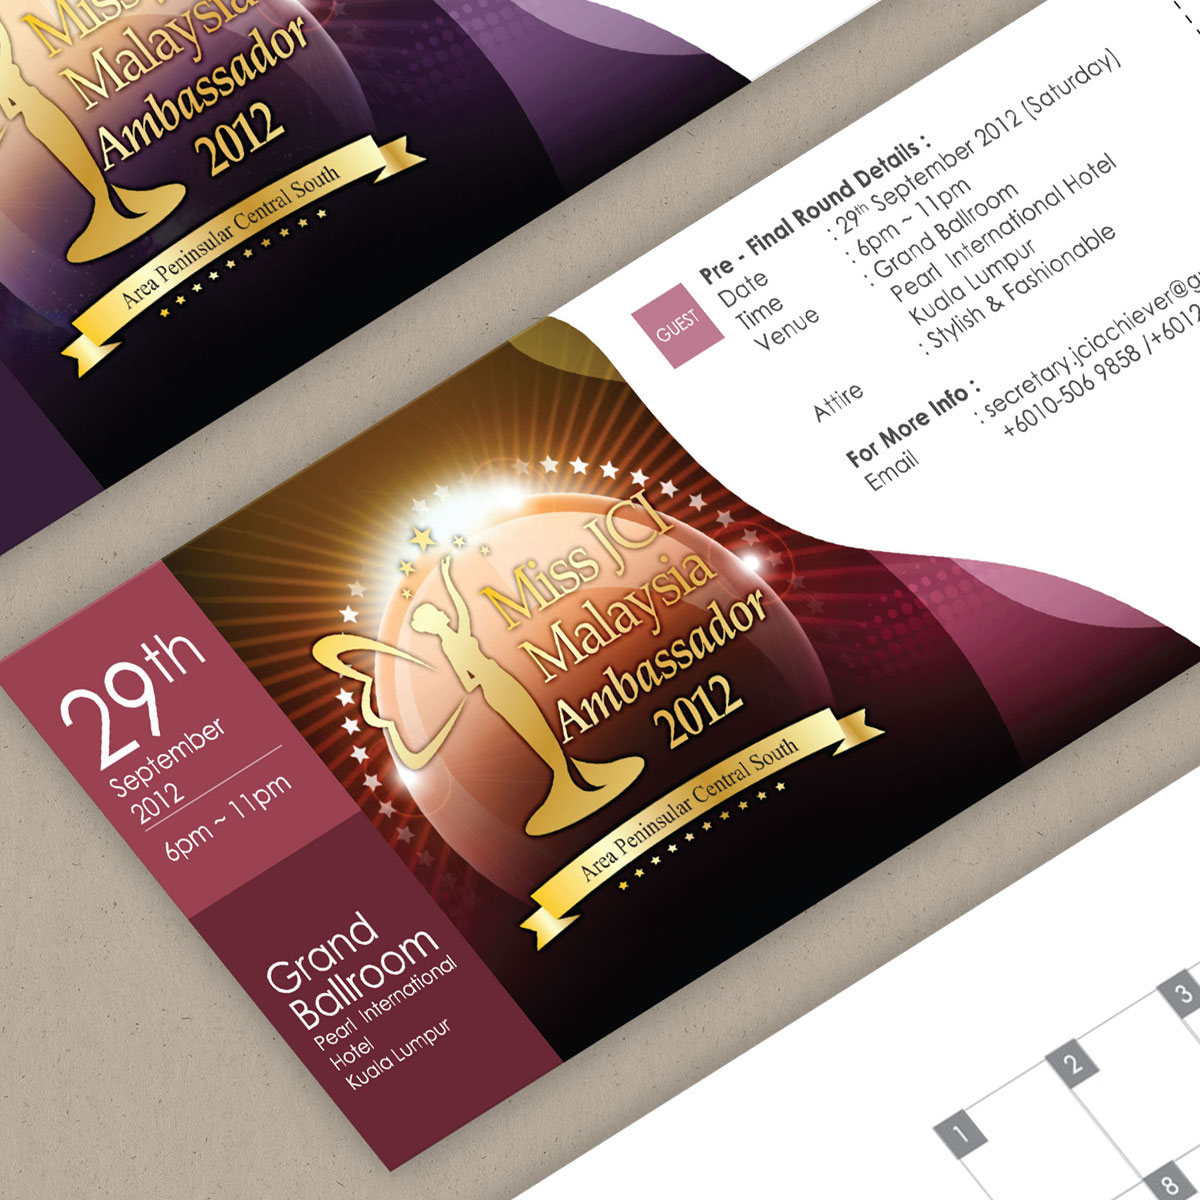 Miss
Malaysia
Ambassador
2012
Area Peninsular Central South
29th
September
2012
6pm ~ 11pm
Grand
Ballroom
Pearl International
Hotel
Kuala Lumpur
Miss JCI
Malaysia
Ambassador
2012
Area Peninsular Central South
GUEST
Pre - Final Round Details :
Date : 29th September 2012 (Saturday)
Time : 6pm ~ 11pm
Venue : Grand Ballroom
Pearl International Hotel
Kuala Lumpur
Attire : Stylish & Fashionable
For More Info :
Email : secretary.jciachiever@g
+6010-506 9858 /+6012
1
2
3
8